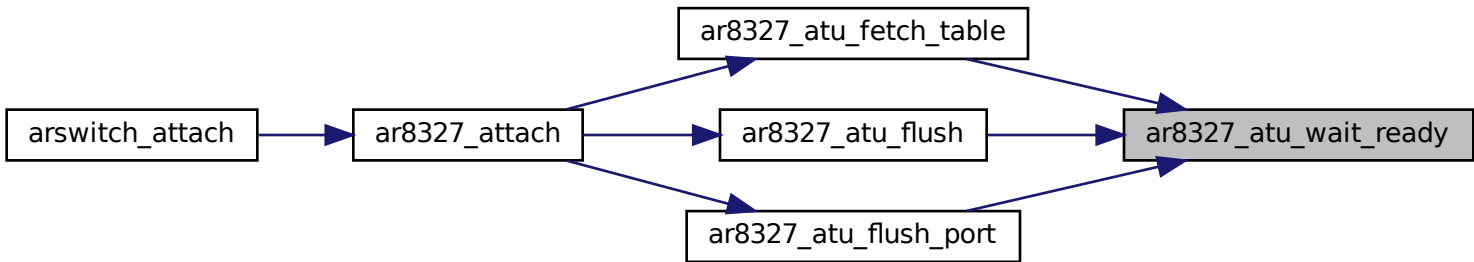 ar8327_atu_fetch_table
arswitch_attach
ar8327_attach
ar8327_atu_flush
ar8327_atu_wait_ready
ar8327_atu_flush_port